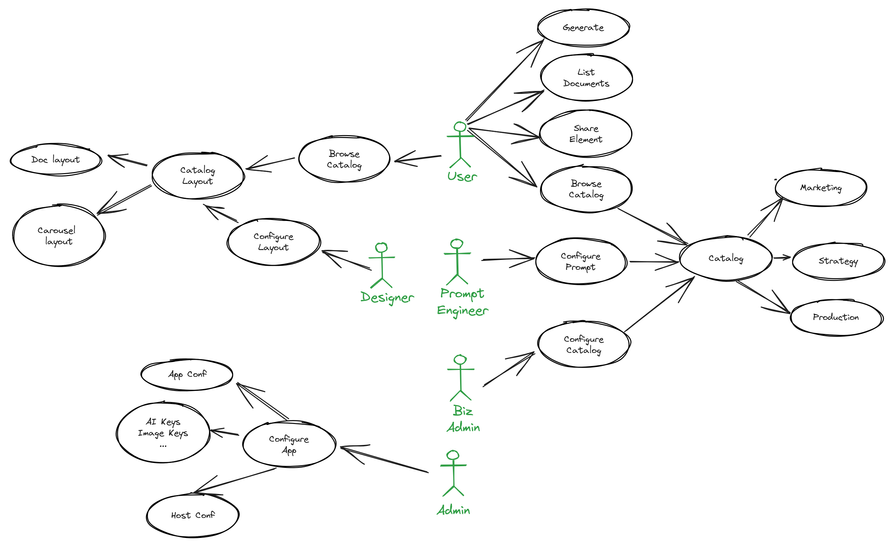 Generate
List
Documents
Share
Element
Browse
Catalog
User
Browse
Catalog
Catalog
Layout
Doc layout
Carousel
layout
Configure
Layout
Designer
Prompt
Engineer
Configure
Prompt
Catalog
Marketing
Strategy
Production
Configure
Catalog
Biz
Admin
App Conf
AI Keys
Image Keys
...
Configure
App
Host Conf
Admin